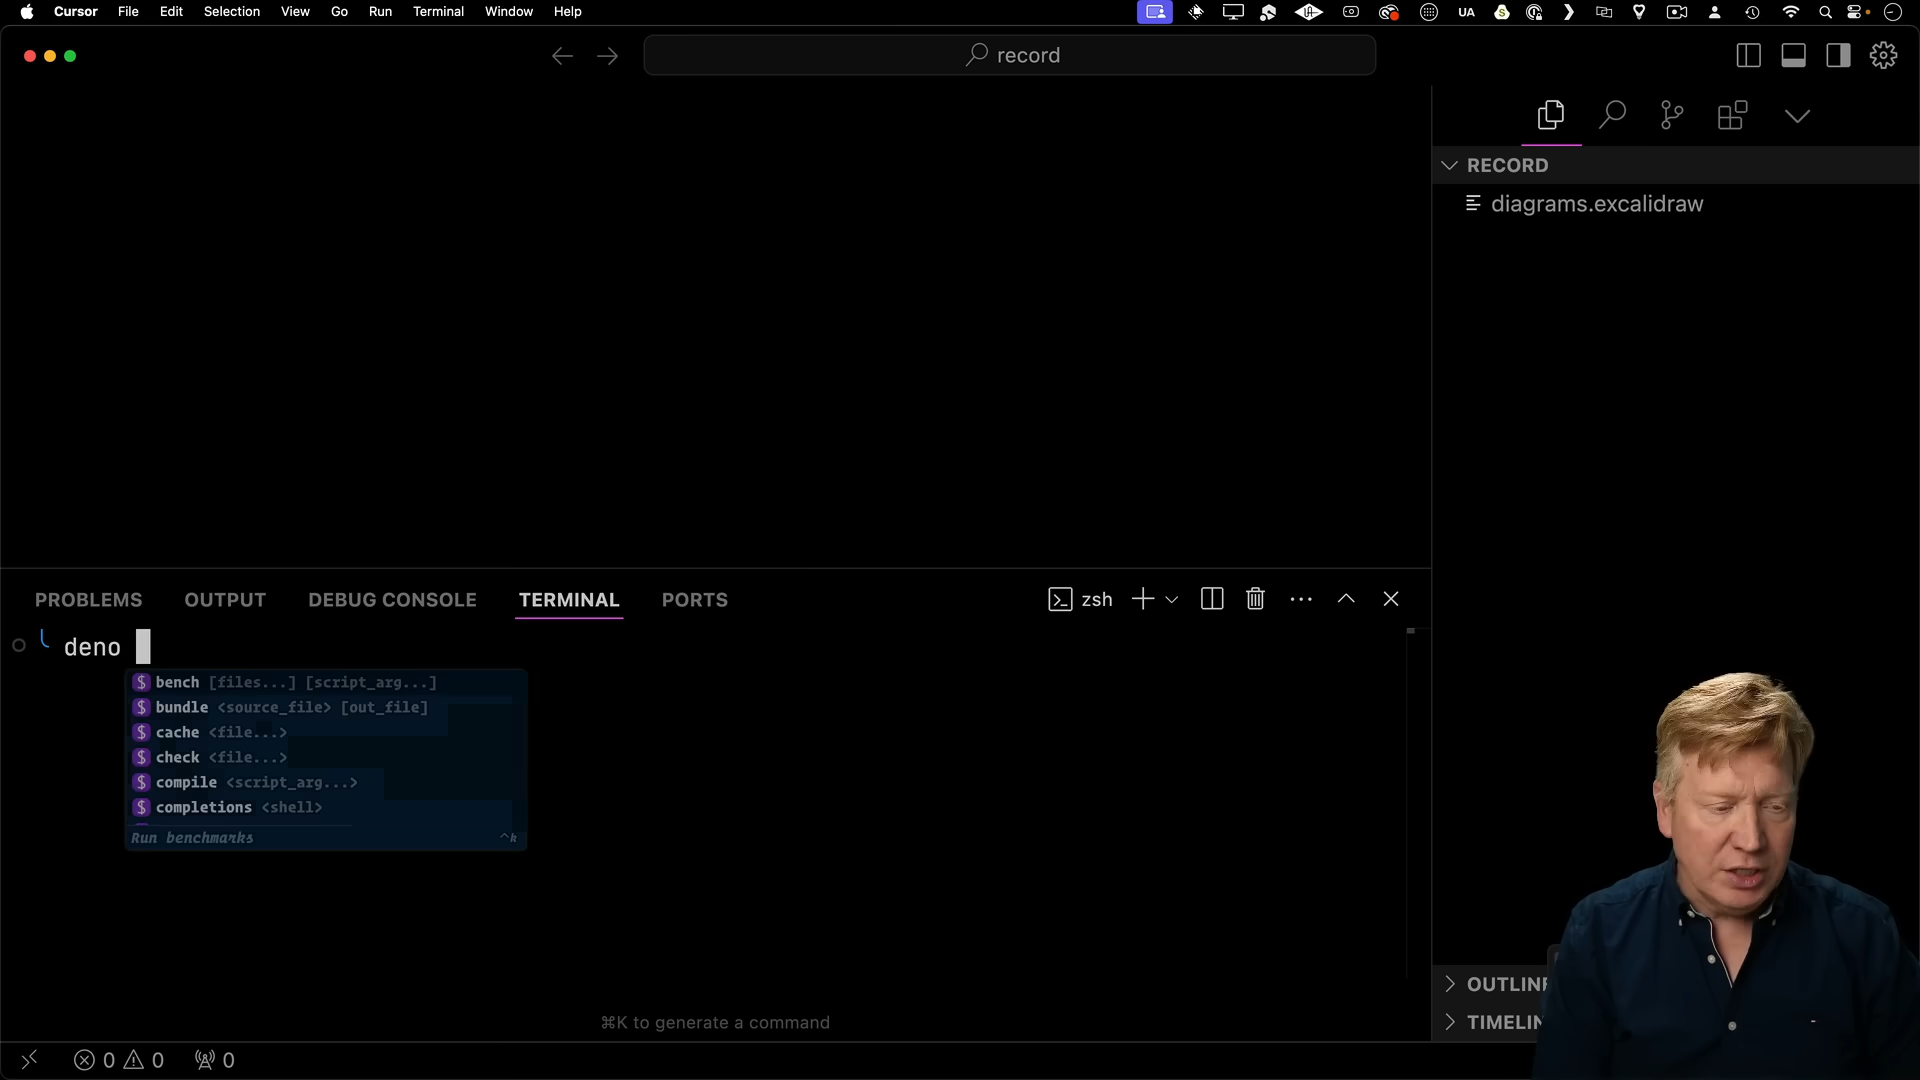 Cursor File Edit Selection View Go Run Terminal Window Help
UA
record
RECORD
diagrams.excalidraw
PROBLEMS OUTPUT DEBUG CONSOLE TERMINAL PORTS
zsh
deno
$ bench [files...] [script_arg...]
$ bundle <source_file> [out_file]
$ cache <file...>
$ check <file...>
$ compile <script_arg...>
$ completions <shell>
Run benchmarks ^k
⌘K to generate a command
OUTLINE
TIMELIN
0 0 0